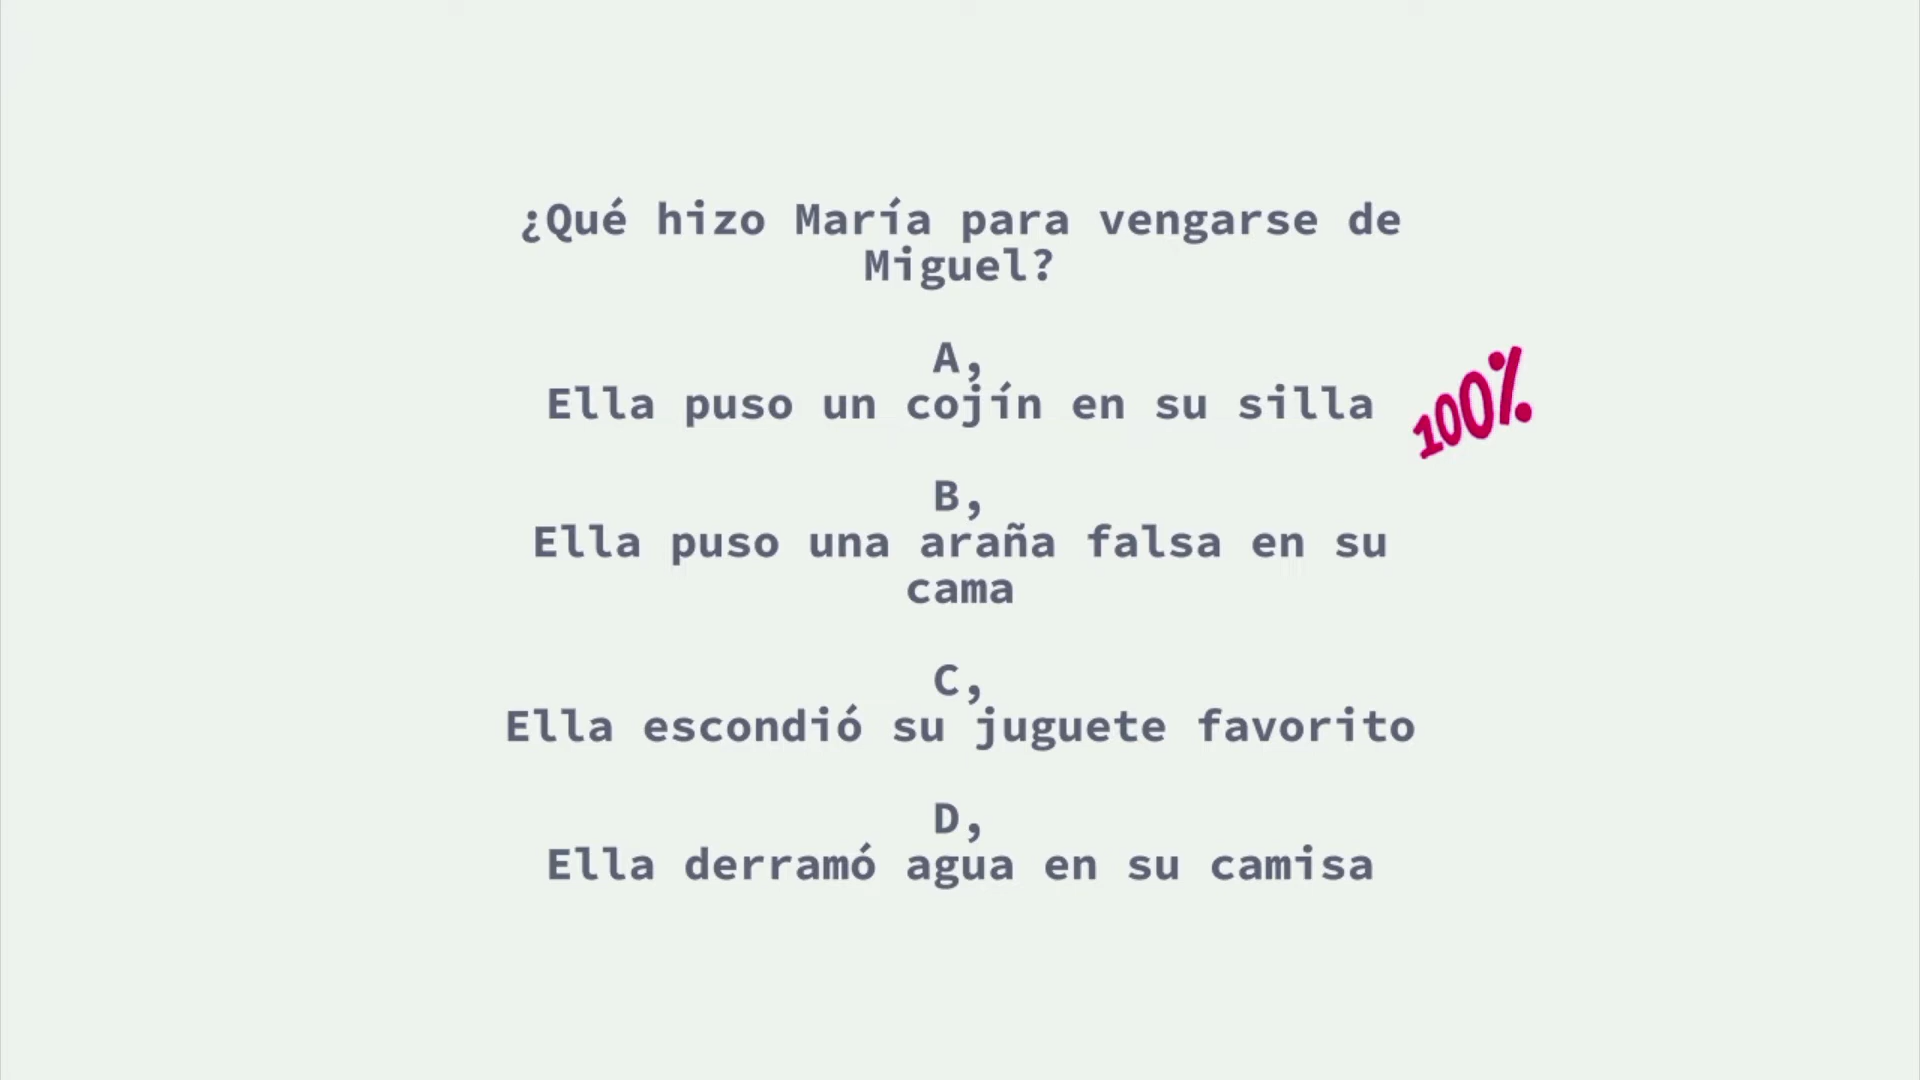 ¿Qué hizo María para vengarse de
Miguel?
A,
Ella puso un cojín en su silla
100%
B,
Ella puso una araña falsa en su
cama
C,
Ella escondió su juguete favorito
D,
Ella derramó agua en su camisa